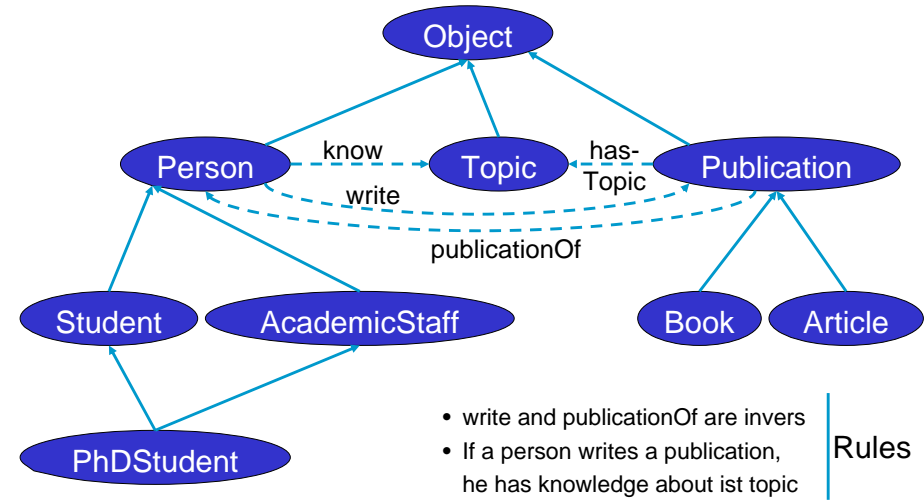 Object
Person
know
Topic
has-
Topic
Publication
write
publicationOf
Student
AcademicStaff
Book
Article
PhDStudent
• write and publicationOf are invers
• If a person writes a publication,
he has knowledge about ist topic
Rules